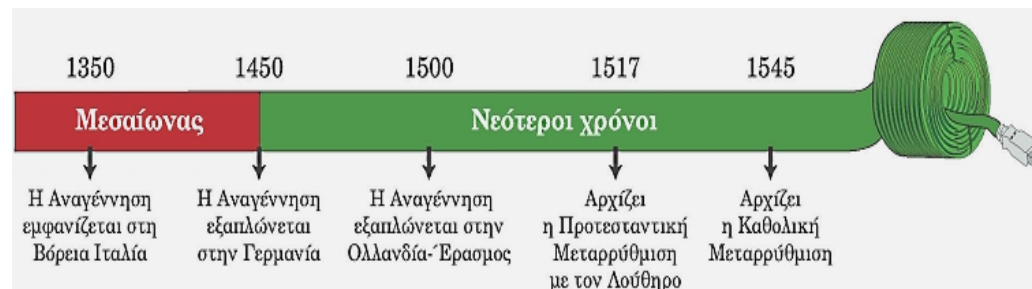 1350 1450 1500 1517 1545
Μεσαίωνας Νεότεροι χρόνοι
Η Αναγέννηση
εμφανίζεται στη
Βόρεια Ιταλία
Η Αναγέννηση
εξαπλώνεται
στην Γερμανία
Η Αναγέννηση
εξαπλώνεται στην
Ολλανδία-Έρασμος
Αρχίζει
η Προτεσταντική
Μεταρρύθμιση
με τον Λούθηρο
Αρχίζει
η Καθολική
Μεταρρύθμιση